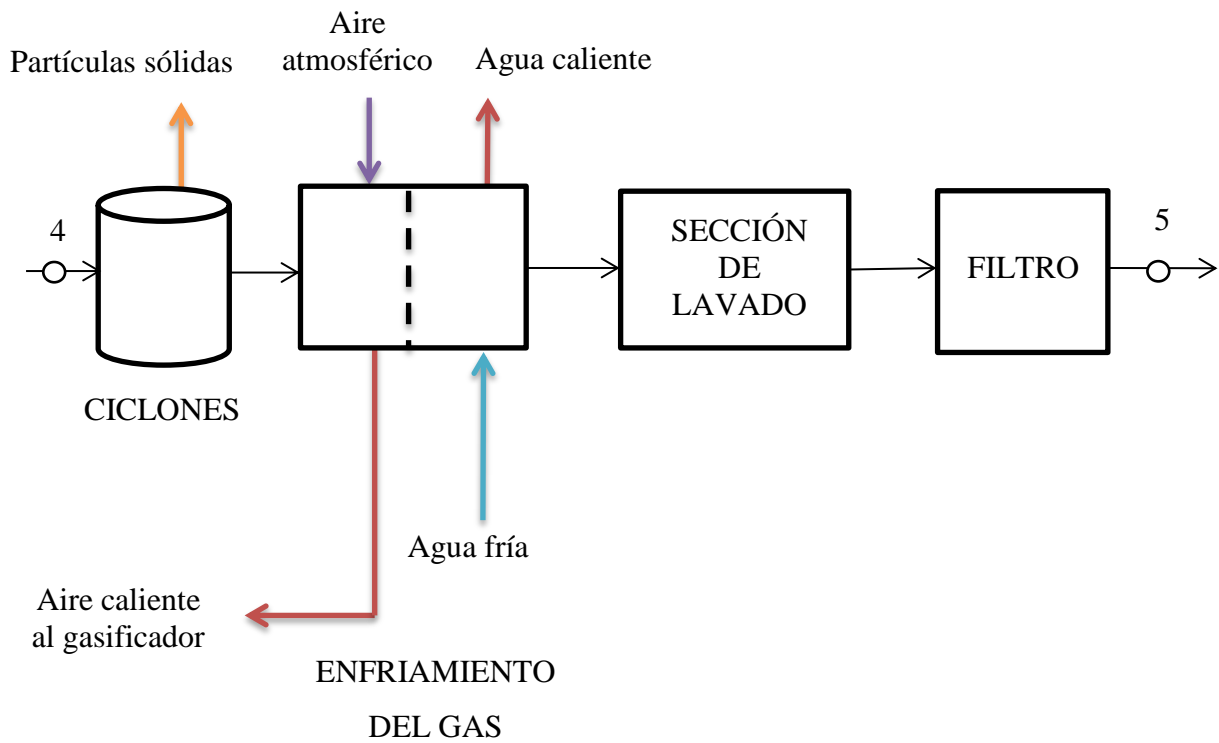 Aire
atmosférico
Partículas sólidas
Agua caliente
4
SECCIÓN
DE
LAVADO
FILTRO
5
CICLONES
Agua fría
Aire caliente
al gasificador
ENFRIAMIENTO
DEL GAS